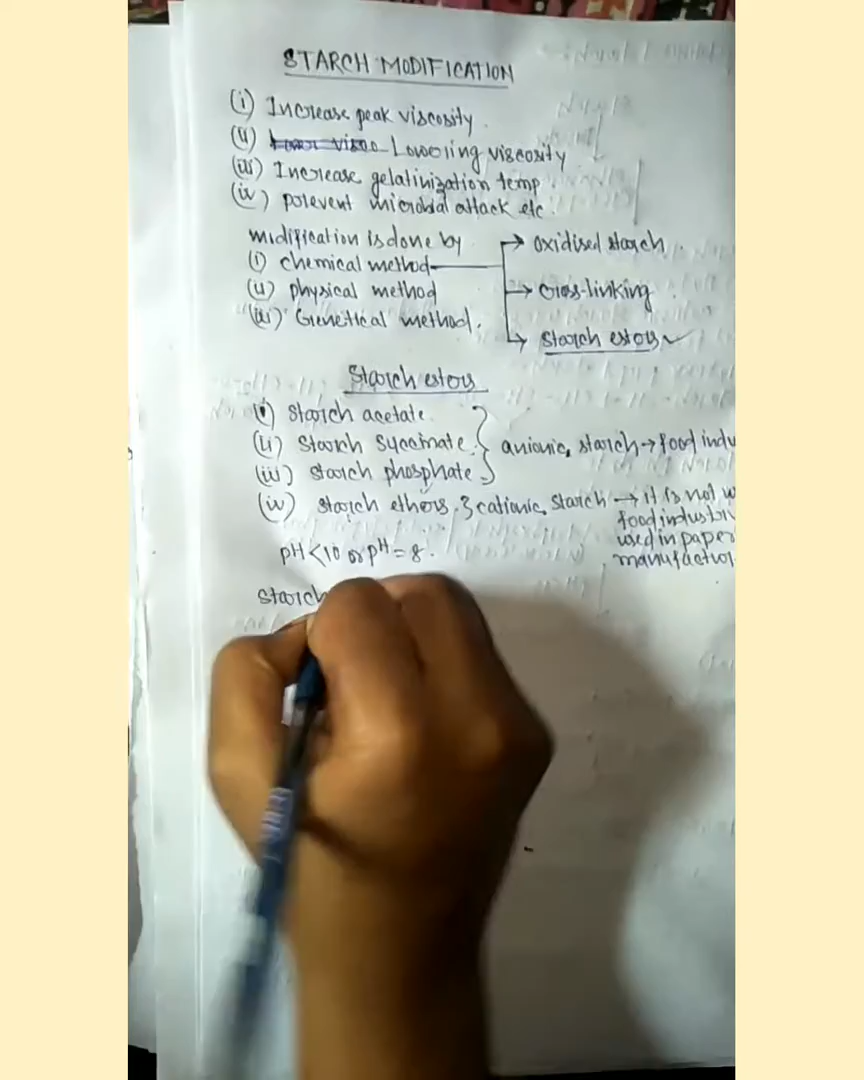 STARCH MODIFICATION
(i) Increase peak viscosity.
(ii) Lowering viscosity
(iii) Increase gelatinization temp
(iv) prevent microbial attack etc.
midification is done by
(i) chemical method
(ii) physical method
(iii) Genetical method.
→ oxidised starch.
→ cross-linking.
→ starch esters ✓
Starch esters
(i) starch acetate.
(ii) starch succinate.
(iii) starch phosphate.
} anionic starch → food indu
(iv) starch ethers. } cationic starch → it is not
food industri
used in paper
manufactur
pH < 10 or pH = 8.
starch